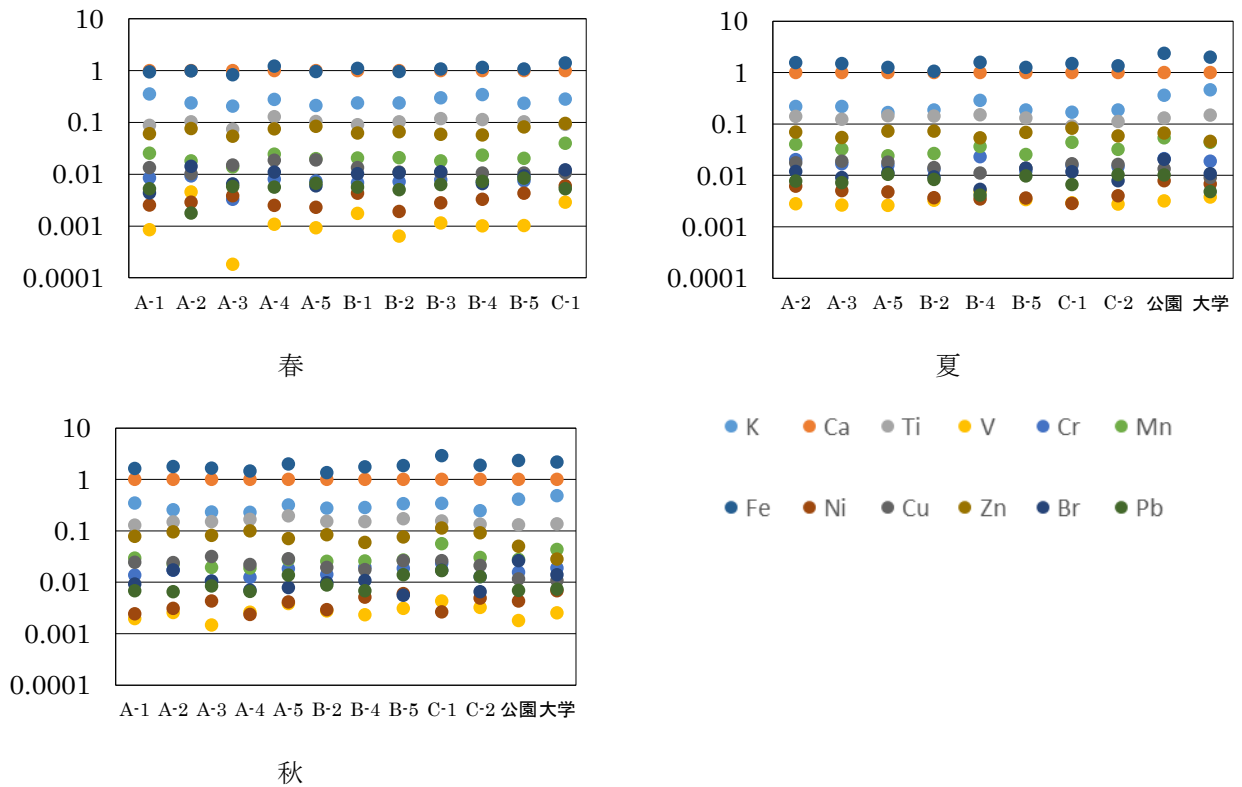 10
1
0.1
0.01
0.001
0.0001
A-1 A-2 A-3 A-4 A-5 B-1 B-2 B-3 B-4 B-5 C-1
春
10
1
0.1
0.01
0.001
0.0001
A-2 A-3 A-5 B-2 B-4 B-5 C-1 C-2 公園 大学
夏
10
1
0.1
0.01
0.001
0.0001
A-1 A-2 A-3 A-4 A-5 B-2 B-4 B-5 C-1 C-2 公園 大学
秋
K Ca Ti V Cr Mn
Fe Ni Cu Zn Br Pb